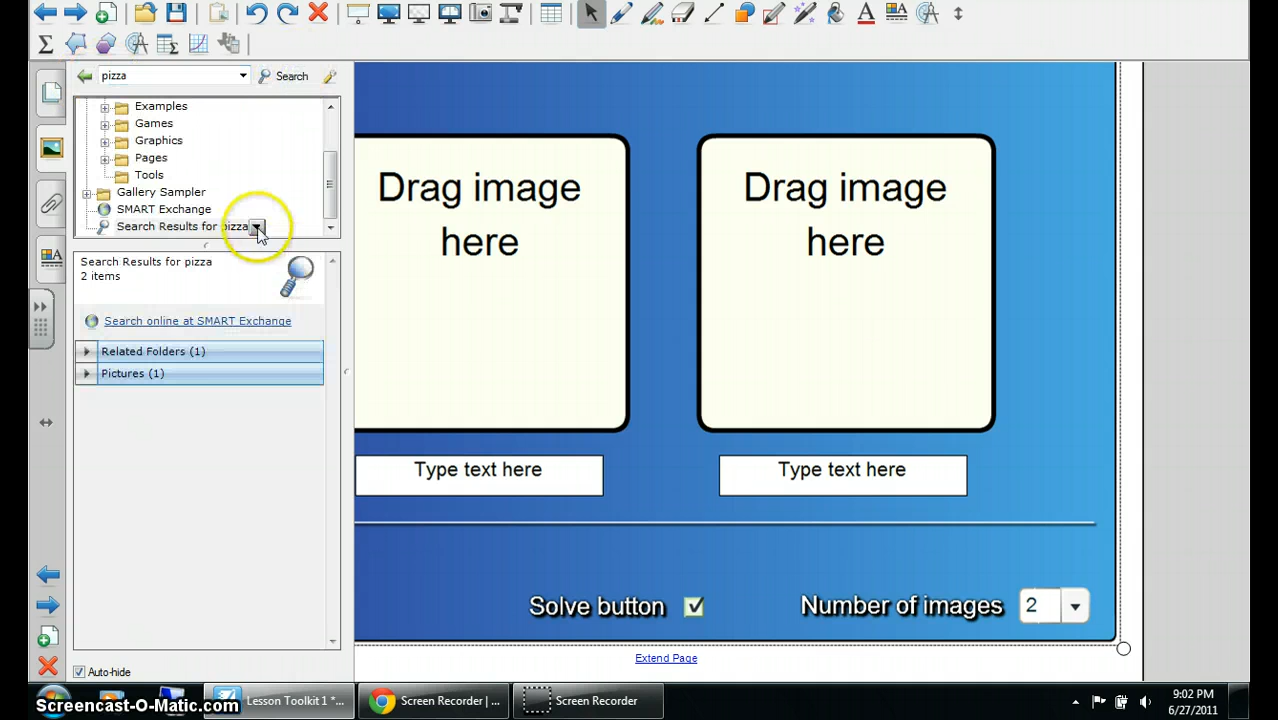 pizza
Search
Examples
Games
Graphics
Pages
Tools
Gallery Sampler
SMART Exchange
Search Results for pizza
Search Results for pizza
2 items
Search online at SMART Exchange
Related Folders (1)
Pictures (1)
Auto-hide
Drag image
here
Drag image
here
Type text here
Type text here
Solve button
Number of images
2
Extend Page
Lesson Toolkit 1 *...
Screen Recorder | ...
Screen Recorder
9:02 PM
6/27/2011
Screencast-O-Matic.com